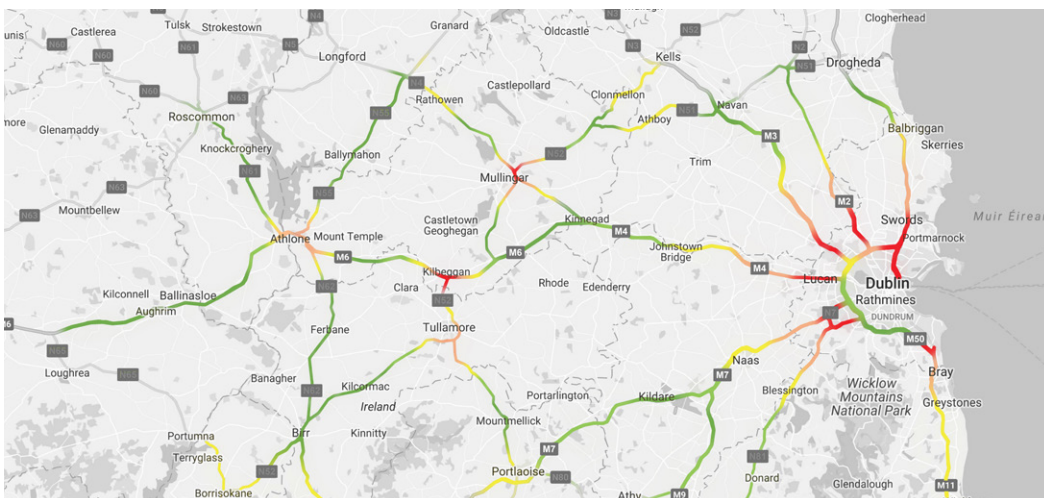 Clogherhead
Castlerea
Tulsk
Strokestown
N4
Granard
Oldcastle
N3
N52
N60
N61
N5
Longford
Kells
N2
N51
Drogheda
N60
N4
Rathowen
Castlepollard
Clonmellon
N60
N63
Roscommon
N55
Athboy
N51
Navan
Glenamaddy
M3
Balbriggan
Skerries
Knockcroghery
Ballymahon
N52
Trim
N61
Mullingar
N63
N55
M2
Mountbellew
N63
Castletown
Geoghegan
Kinnegad
M4
Swords
Muir Éirea
Athlone
Mount Temple
M6
M6
Johnstown
Bridge
Portmarnock
Kilbeggan
M4
Lucan
Dublin
Kilconnell
Ballinasloe
N62
Clara
N52
Rhode
Edenderry
Rathmines
Aughrim
N7
DUNDRUM
M6
Ferbane
Tullamore
M50
N65
Naas
Loughrea
N65
Banagher
Kilcormac
M7
Blessington
Bray
N62
Ireland
Portarlington
Kildare
Wicklow
Mountains
National Park
Greystones
Mountmellick
Portumna
Birr
Kinnitty
M7
Terryglass
N52
Portlaoise
N80
N81
Donard
Glendalough
M11
Borrisokane
Athy
M9